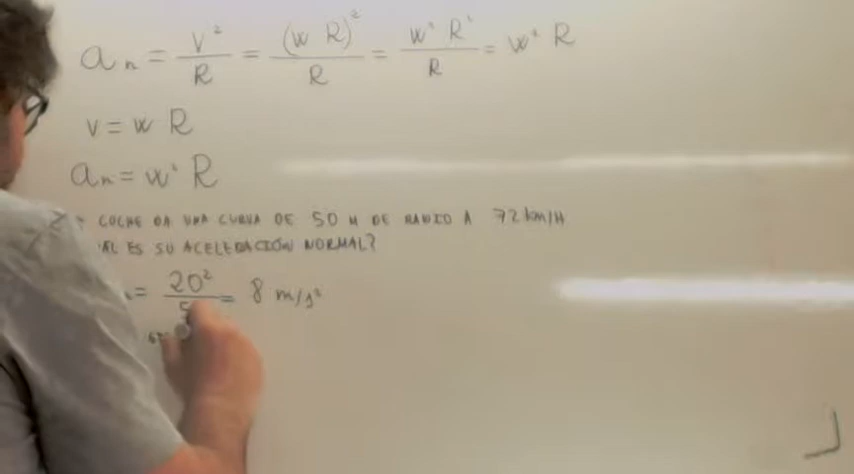 aₙ = V²/R = (w R)²/R = w² R²/R = w² R
v = w R
aₙ = w² R
COCHE DA UNA CURVA DE 50 M DE RADIO A 72 km/H
ES SU ACELERACIÓN NORMAL?
= 20²/5 = 8 m/s²